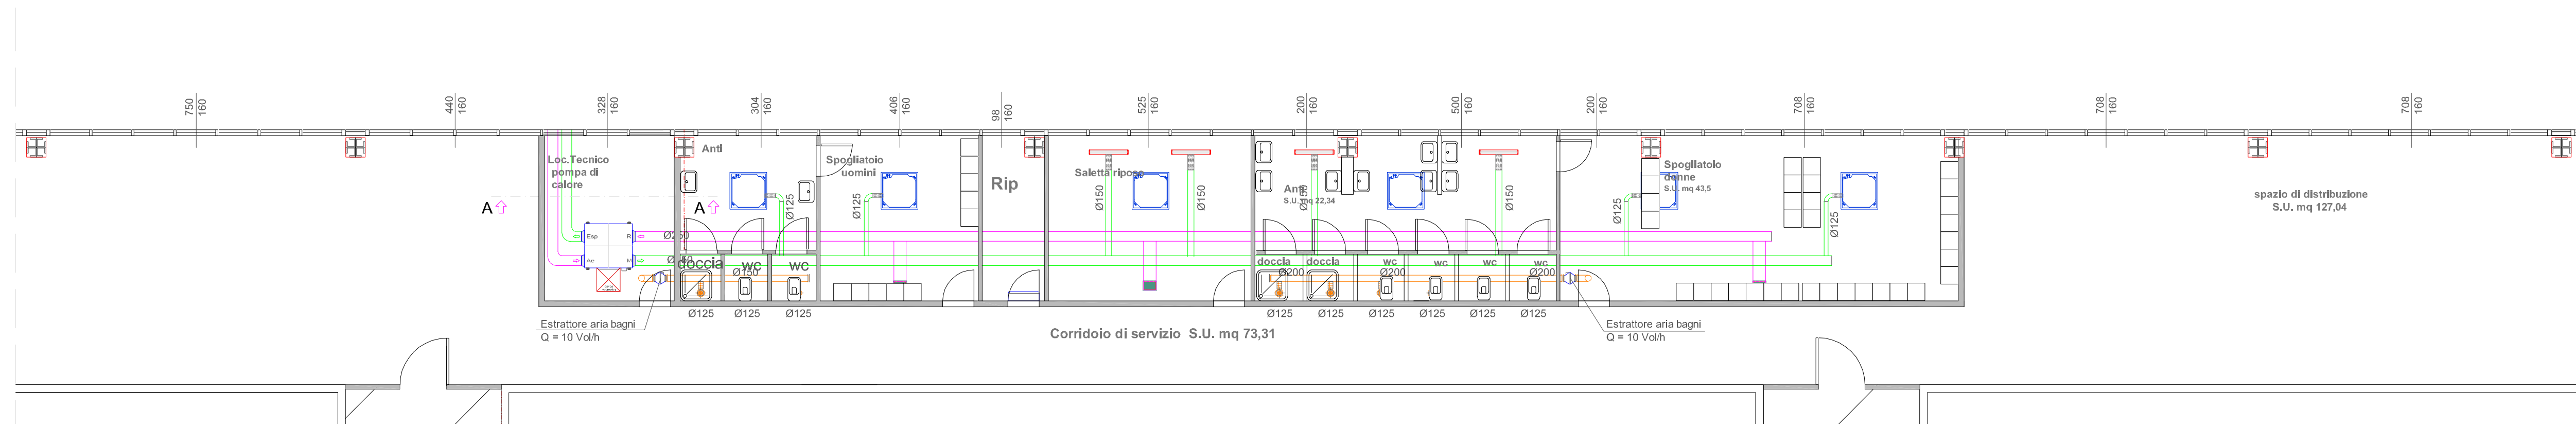 750
160
440
160
328
160
304
160
406
160
98
160
525
160
200
160
500
160
200
160
708
160
708
160
708
160
Loc.Tecnico
pompa di
calore
Anti
Spogliatoio
uomini
Rip
Saletta riposo
Anti
S.U. mq 22,34
Spogliatoio
danne
S.U. mq 43,5
spazio di distribuzione
S.U. mq 127,04
A
A
Ø125
Ø125
Ø150
Ø150
Ø150
Ø150
Ø125
Ø125
Esp
R
Ae
M
Ø250
doccia
wc
wc
Ø150
doccia
doccia
wc
wc
wc
wc
Ø200
Ø200
Ø200
Ø125
Ø125
Ø125
Ø125
Ø125
Ø125
Ø125
Ø125
Ø125
Estrattore aria bagni
Q = 10 Vol/h
Corridoio di servizio S.U. mq 73,31
Estrattore aria bagni
Q = 10 Vol/h